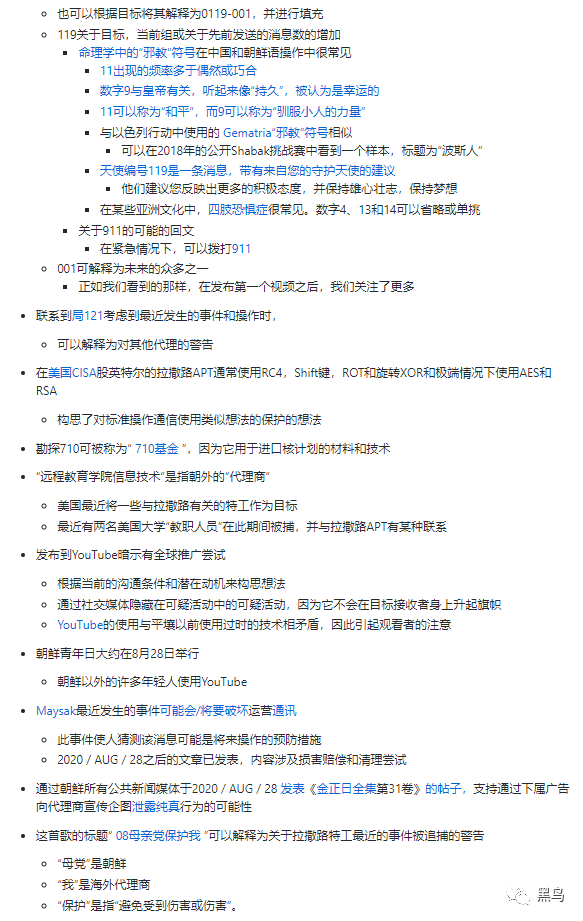 也可以根据目标将其解释为0119-001，并进行填充
119关于目标，当前组或关于先前发送的消息数的增加
命理学中的“邪教”符号在中国和朝鲜语操作中很常见
11出现的频率多于偶然或巧合
数字9与皇帝有关，听起来像“持久”，被认为是幸运的
11可以称为“和平”，而9可以称为“驯服小人的力量”
与以色列行动中使用的 Gematria“邪教”符号相似
可以在2018年的公开Shabak挑战赛中看到一个样本，标题为“波斯人”
天使编号119是一条消息，带有来自您的守护天使的建议
他们建议您反映出更多的积极态度，并保持雄心壮志，保持梦想
在某些亚洲文化中，四肢恐惧症很常见。数字4、13和14可以省略或单挑
关于911的可能的回文
在紧急情况下，可以拨打911
001可解释为未来的众多之一
正如我们看到的那样，在发布第一个视频之后，我们关注了更多
联系到局121考虑到最近发生的事件和操作时，
可以解释为对其他代理的警告
在美国CISA股英特尔的拉撒路APT通常使用RC4，Shift键，ROT和旋转XOR和极端情况下使用AES和
RSA
构思了对标准操作通信使用类似想法的保护的想法
勘探710可被称为“ 710基金 ”，因为它用于进口核计划的材料和技术
“远程教育学院信息技术”是指朝外的“代理商”
美国最近将一些与拉撒路有关的特工作为目标
最近有两名美国大学“教职人员”在此期间被捕，并与拉撒路APT有某种联系
发布到YouTube暗示有全球推广尝试
根据当前的沟通条件和潜在动机来构思想法
通过社交媒体隐藏在可疑活动中的可疑活动，因为它不会在目标接收者身上升起旗帜
YouTube的使用与平壤以前使用过时的技术相矛盾，因此引起观看者的注意
朝鲜青年日大约在8月28日举行
朝鲜以外的许多年轻人使用YouTube
Maysak最近发生的事件可能会/将要破坏运营通讯
此事件使人猜测该消息可能是将来操作的预防措施
2020 / AUG / 28之后的文章已发表，内容涉及损害赔偿和清理尝试
通过朝鲜所有公共新闻媒体于2020 / AUG / 28 发表《金正日全集第31卷》的帖子，支持通过下属广告
向代理商宣传企图泄露纯真行为的可能性
这首歌的标题“ 08母亲党保护我 ”可以解释为关于拉撒路特工最近的事件被追捕的警告
“母党”是朝鲜
“我”是海外代理商
“保护”是指“避免受到伤害或伤害”。
黑鸟